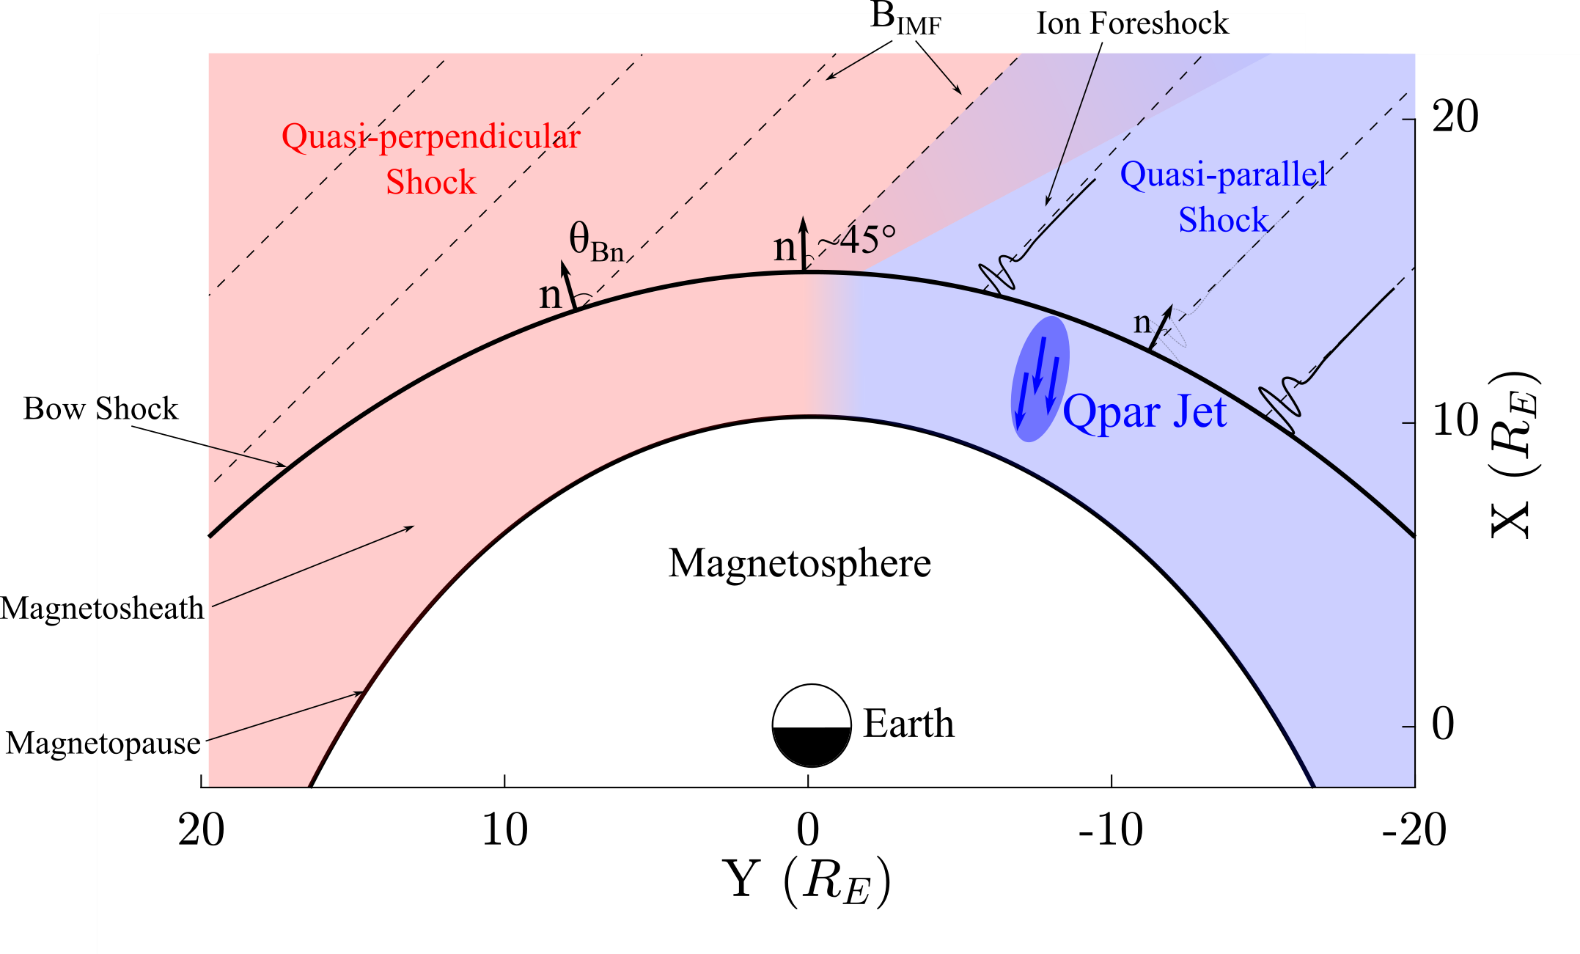 B_IMF
Ion Foreshock
20
Quasi-perpendicular
Shock
Quasi-parallel
Shock
θ_Bn
n
n
~45°
n
Bow Shock
Qpar Jet
10
X (R_E)
Magnetosphere
Magnetosheath
Earth
0
Magnetopause
20
10
0
-10
-20
Y (R_E)